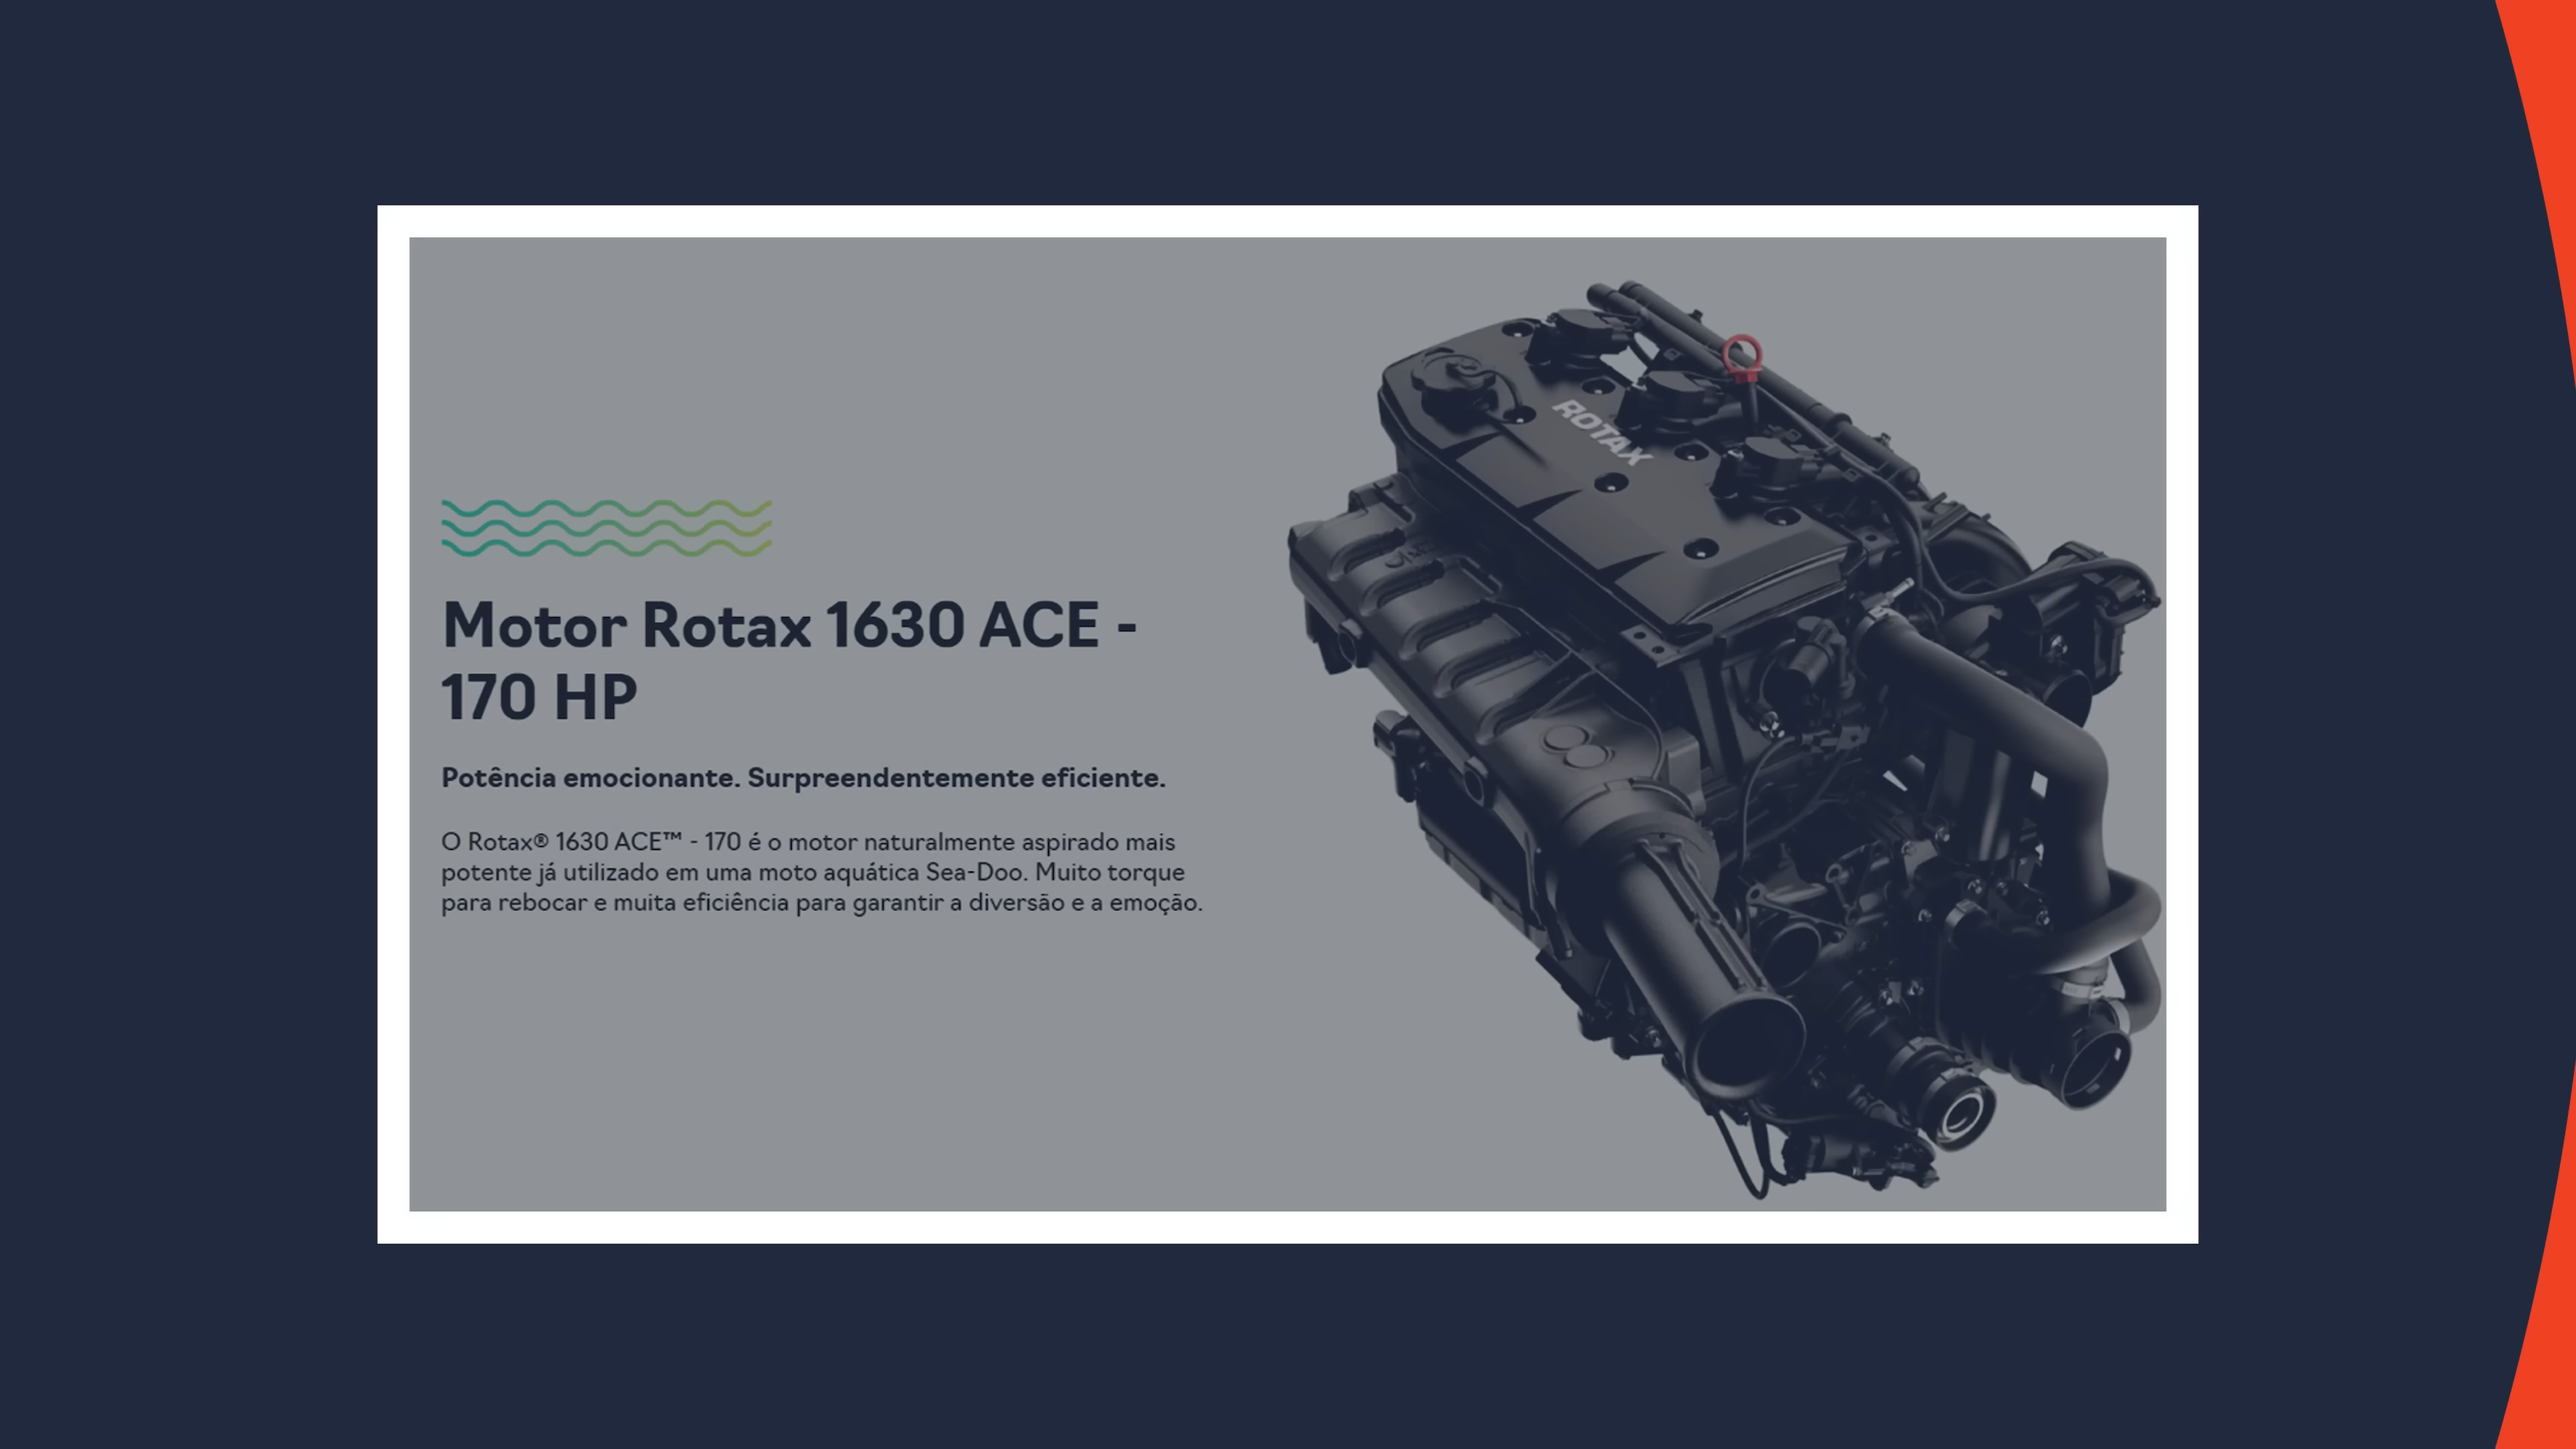 Motor Rotax 1630 ACE -
170 HP
Potência emocionante. Surpreendentemente eficiente.
O Rotax® 1630 ACE™ - 170 é o motor naturalmente aspirado mais
potente já utilizado em uma moto aquática Sea-Doo. Muito torque
para rebocar e muita eficiência para garantir a diversão e a emoção.
ROTAX